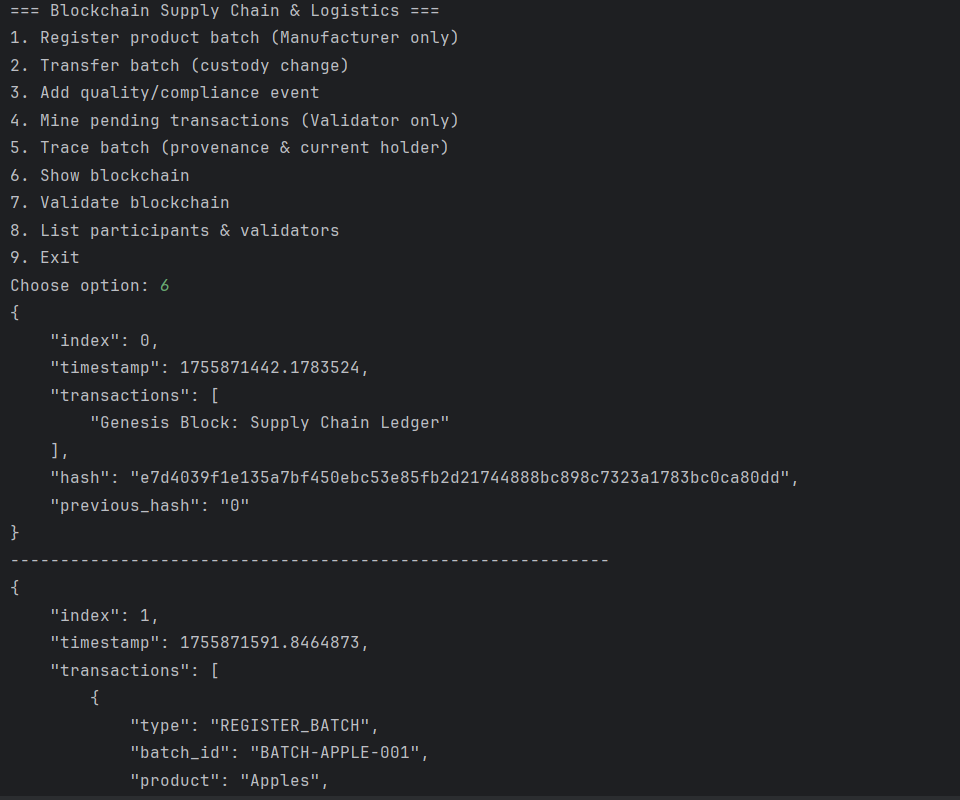 === Blockchain Supply Chain & Logistics ===
1. Register product batch (Manufacturer only)
2. Transfer batch (custody change)
3. Add quality/compliance event
4. Mine pending transactions (Validator only)
5. Trace batch (provenance & current holder)
6. Show blockchain
7. Validate blockchain
8. List participants & validators
9. Exit
Choose option: 6
{
    "index": 0,
    "timestamp": 1755871442.1783524,
    "transactions": [
        "Genesis Block: Supply Chain Ledger"
    ],
    "hash": "e7d4039f1e135a7bf450ebc53e85fb2d21744888bc898c7323a1783bc0ca80dd",
    "previous_hash": "0"
}
------------------------------------------------------------
{
    "index": 1,
    "timestamp": 1755871591.8464873,
    "transactions": [
        {
            "type": "REGISTER_BATCH",
            "batch_id": "BATCH-APPLE-001",
            "product": "Apples",